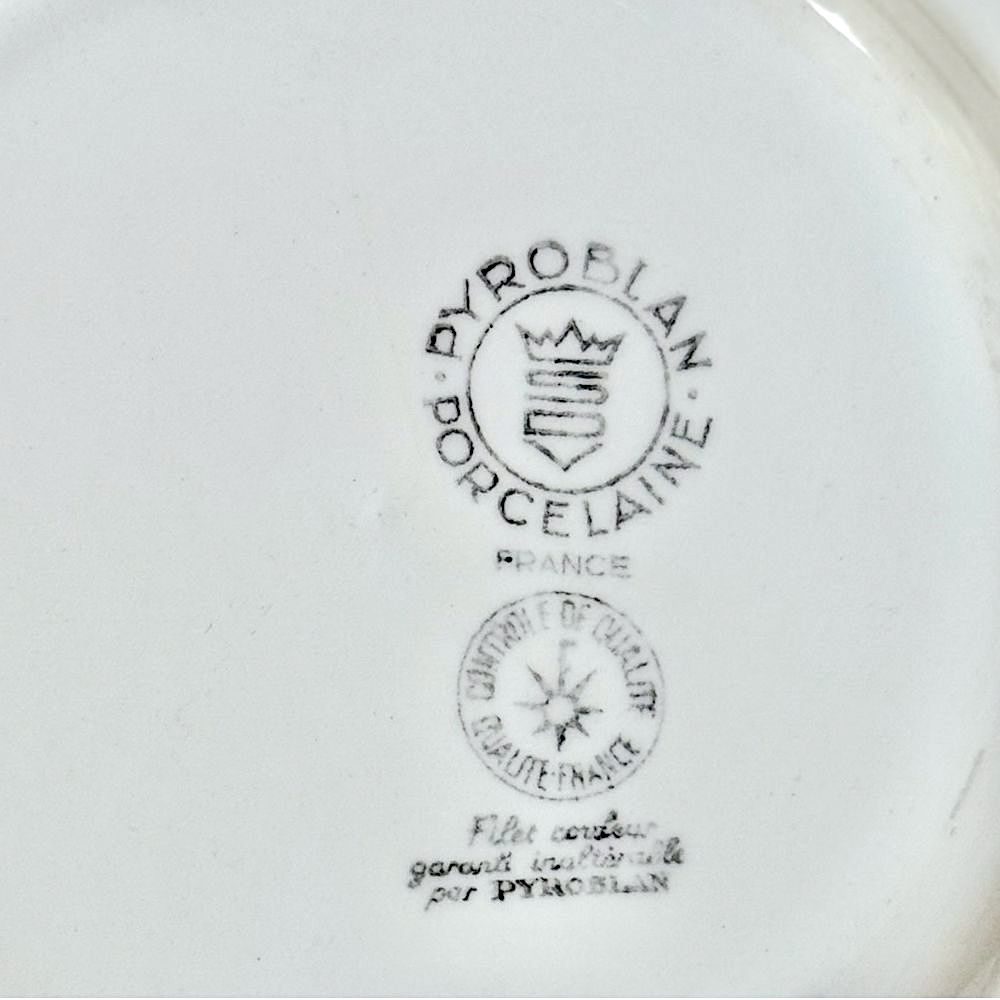 PYROBLAN
· PORCELAINE ·
FRANCE
CONTROLE DE QUALITE
QUALITE-FRANCE
Filet couleur
garanti inaltérable
par PYROBLAN